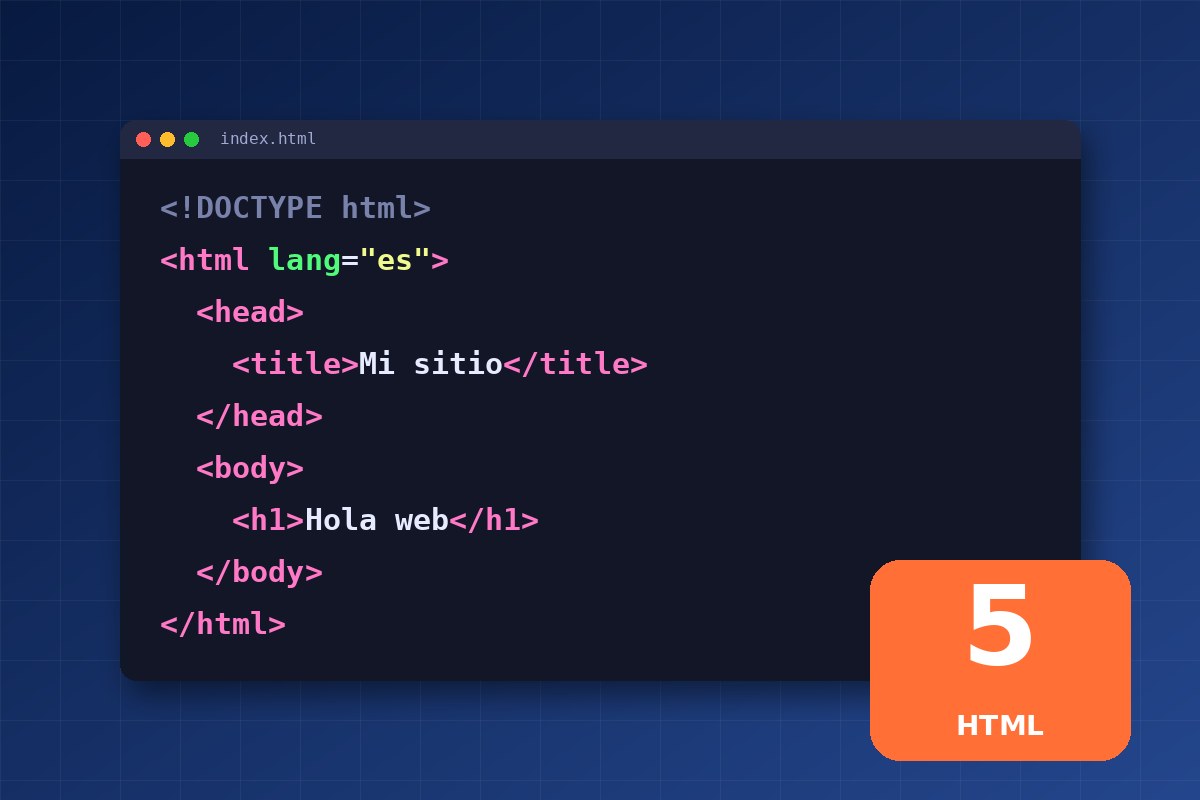 index.html
<!DOCTYPE html>
<html lang="es">
  <head>
    <title>Mi sitio</title>
  </head>
  <body>
    <h1>Hola web</h1>
  </body>
</html>
5
HTML